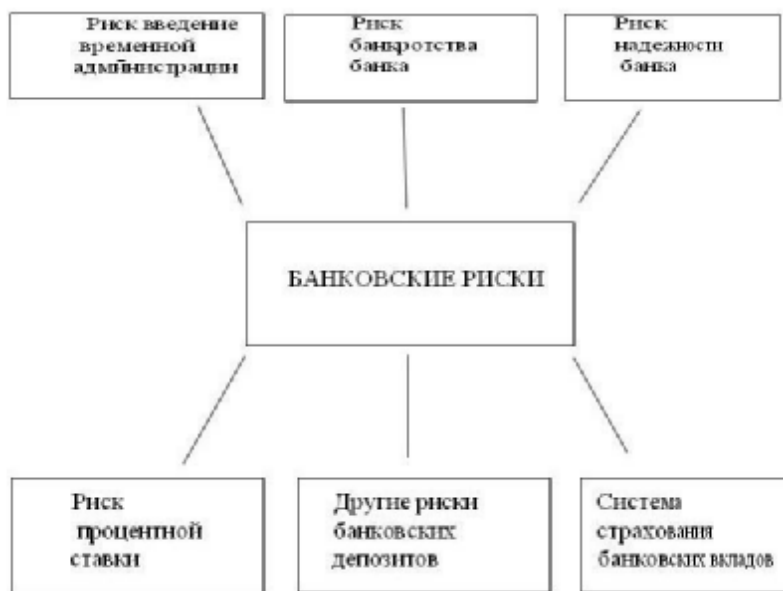 Риск введение
временной
администрации
Риск
банкротства
банка
Риск
надежности
банка
БАНКОВСКИЕ РИСКИ
Риск
процентной
ставки
Другие риски
банковских
депозитов
Система
страхования
банковских вкладов